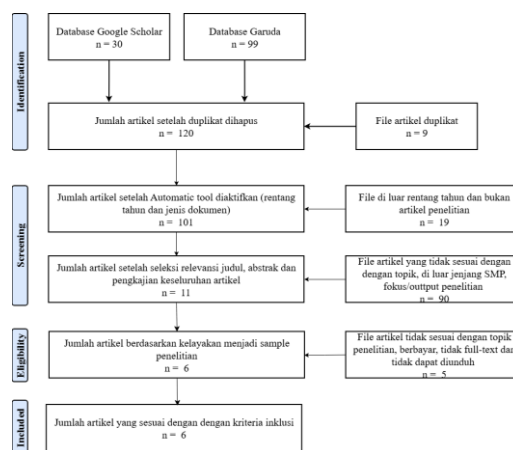 Identification
Database Google Scholar
n = 30
Database Garuda
n = 99
Jumlah artikel setelah duplikat dihapus
n = 120
File artikel duplikat
n = 9
Screening
Jumlah artikel setelah Automatic tool diaktifkan (rentang
tahun dan jenis dokumen)
n = 101
File di luar rentang tahun dan bukan
artikel penelitian
n = 19
Jumlah artikel setelah seleksi relevansi judul, abstrak dan
pengkajian keseluruhan artikel
n = 11
File artikel yang tidak sesuai dengan
dengan topik, di luar jenjang SMP,
fokus/outtput penelitian
n = 90
Eligibility
Jumlah artikel berdasarkan kelayakan menjadi sample
penelitian
n = 6
File artikel tidak sesuai dengan topik
penelitian, berbayar, tidak full-text dan
tidak dapat diunduh
n = 5
Included
Jumlah artikel yang sesuai dengan dengan kriteria inklusi
n = 6